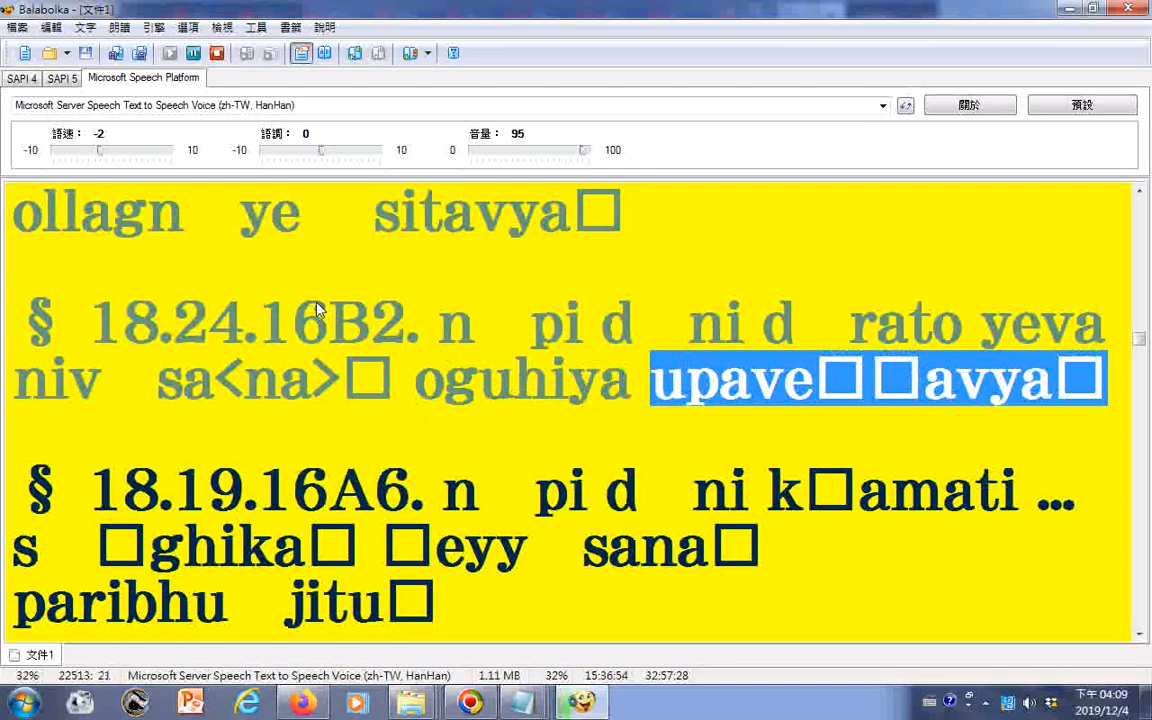 Balabolka - [文件1]
檔案 編輯 文字 朗讀 引擎 選項 檢視 工具 書籤 說明
SAPI 4 SAPI 5 Microsoft Speech Platform
Microsoft Server Speech Text to Speech Voice (zh-TW, HanHan) 關於 預設
語速： -2 語調： 0 音量： 95
-10 10 -10 10 0 100
ollagn ye sitavya□
§ 18.24.16B2. n pi d ni d rato yeva
niv sa<na>□ oguhiya upave□□avya□
§ 18.19.16A6. n pi d ni k□amati ...
s □ghika□ □eyy sana□
paribhu jitu□
文件1
32% 22513: 21 Microsoft Server Speech Text to Speech Voice (zh-TW, HanHan) 1.11 MB 32% 15:36:54 32:57:28
下午 04:09
2019/12/4